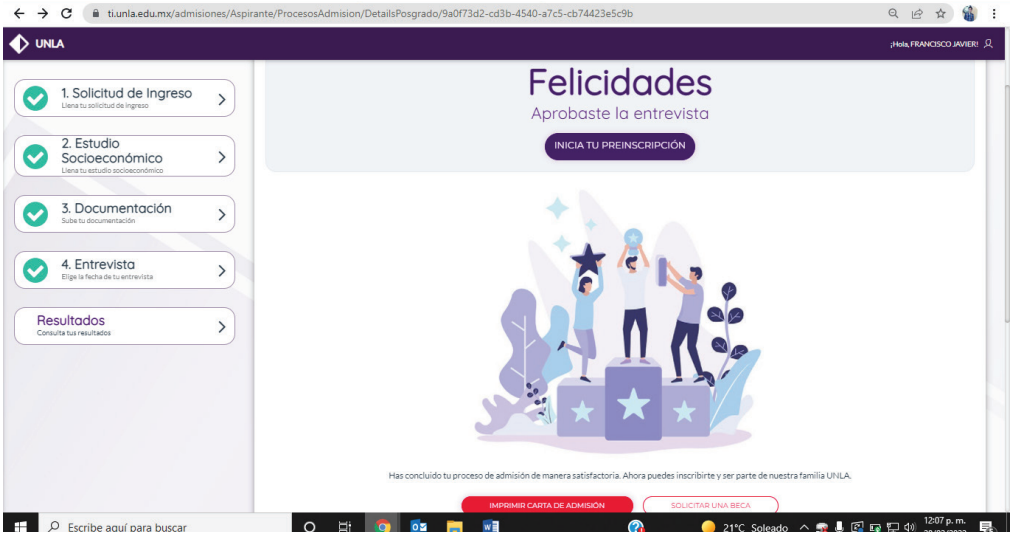 ti.unla.edu.mx/admisiones/Aspirante/ProcesosAdmision/DetailsPosgrado/9a0f73d2-cd3b-4540-a7c5-cb74423e5c9b
UNLA
¡Hola, FRANCISCO JAVIER!
1. Solicitud de Ingreso
Llena tu solicitud de ingreso
2. Estudio
Socioeconómico
Llena tu estudio socioeconómico
3. Documentación
Sube tu documentación
4. Entrevista
Elige la fecha de tu entrevista
Resultados
Consulta tus resultados
Felicidades
Aprobaste la entrevista
INICIA TU PREINSCRIPCIÓN
Has concluido tu proceso de admisión de manera satisfactoria. Ahora puedes inscribirte y ser parte de nuestra familia UNLA.
IMPRIMIR CARTA DE ADMISIÓN
SOLICITAR UNA BECA
Escribe aquí para buscar
21°C Soleado
12:07 p. m.